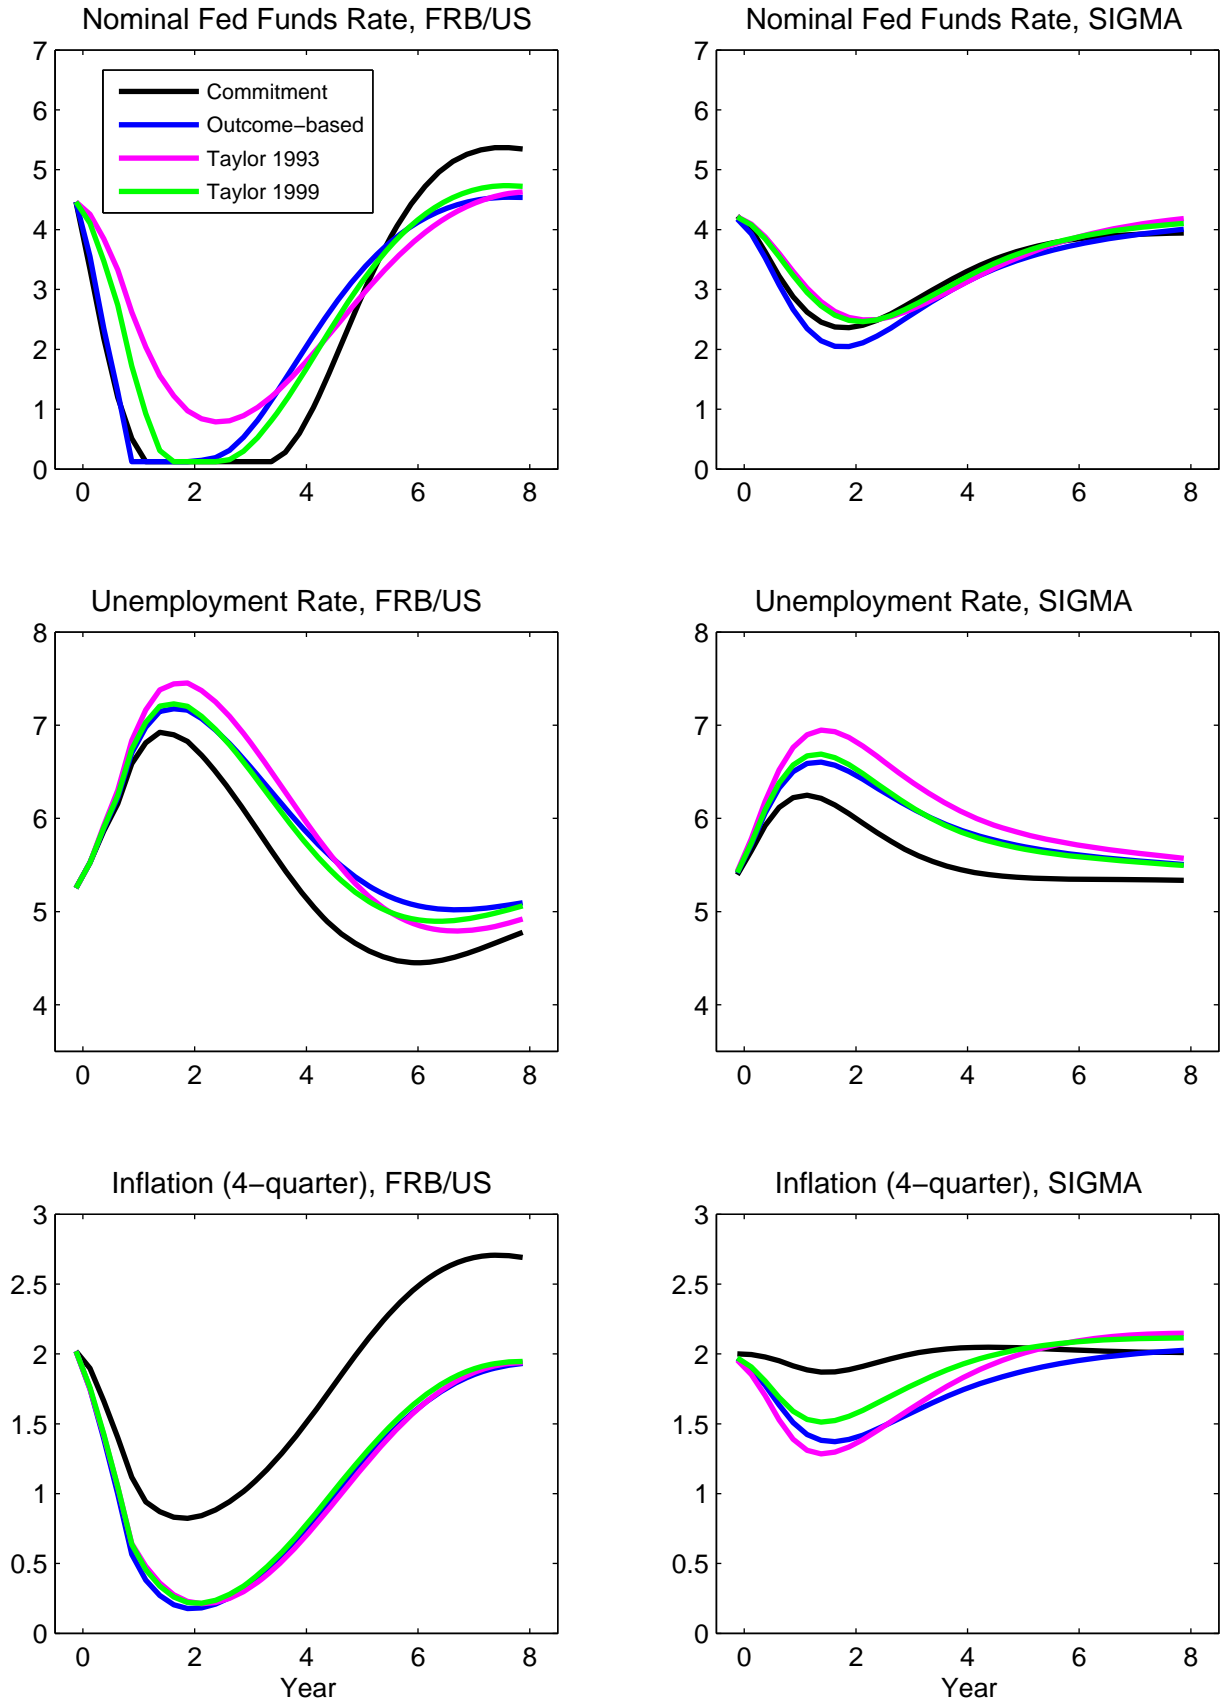 Nominal Fed Funds Rate, FRB/US
7
6
5
4
3
2
1
0
0 2 4 6 8
Commitment
Outcome−based
Taylor 1993
Taylor 1999
Nominal Fed Funds Rate, SIGMA
7
6
5
4
3
2
1
0
0 2 4 6 8
Unemployment Rate, FRB/US
8
7
6
5
4
0 2 4 6 8
Unemployment Rate, SIGMA
8
7
6
5
4
0 2 4 6 8
Inflation (4−quarter), FRB/US
3
2.5
2
1.5
1
0.5
0
0 2 4 6 8
Year
Inflation (4−quarter), SIGMA
3
2.5
2
1.5
1
0.5
0
0 2 4 6 8
Year